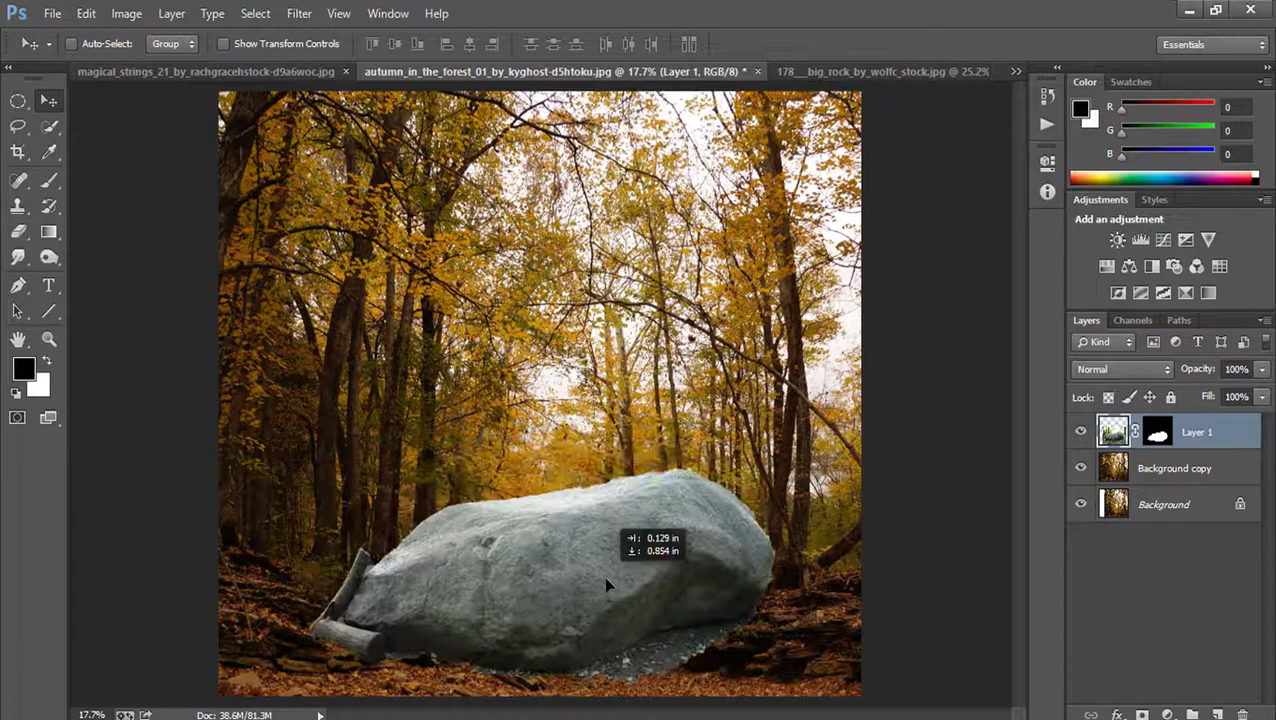 Ps File Edit Image Layer Type Select Filter View Window Help
Auto-Select: Group Show Transform Controls Essentials
magical_strings_21_by_rachgracehstock-d9a6woc.jpg × autumn_in_the_forest_01_by_kyghost-d5htoku.jpg @ 17.7% (Layer 1, RGB/8) * × 178___big_rock_by_wolfc_stock.jpg @ 25.2%
Color Swatches
R 0
G 0
B 0
Adjustments Styles
Add an adjustment
Layers Channels Paths
Kind
Normal Opacity: 100%
Lock: Fill: 100%
Layer 1
Background copy
Background
→|: 0.129 in
↓: 0.854 in
17.7% Doc: 38.6M/81.3M